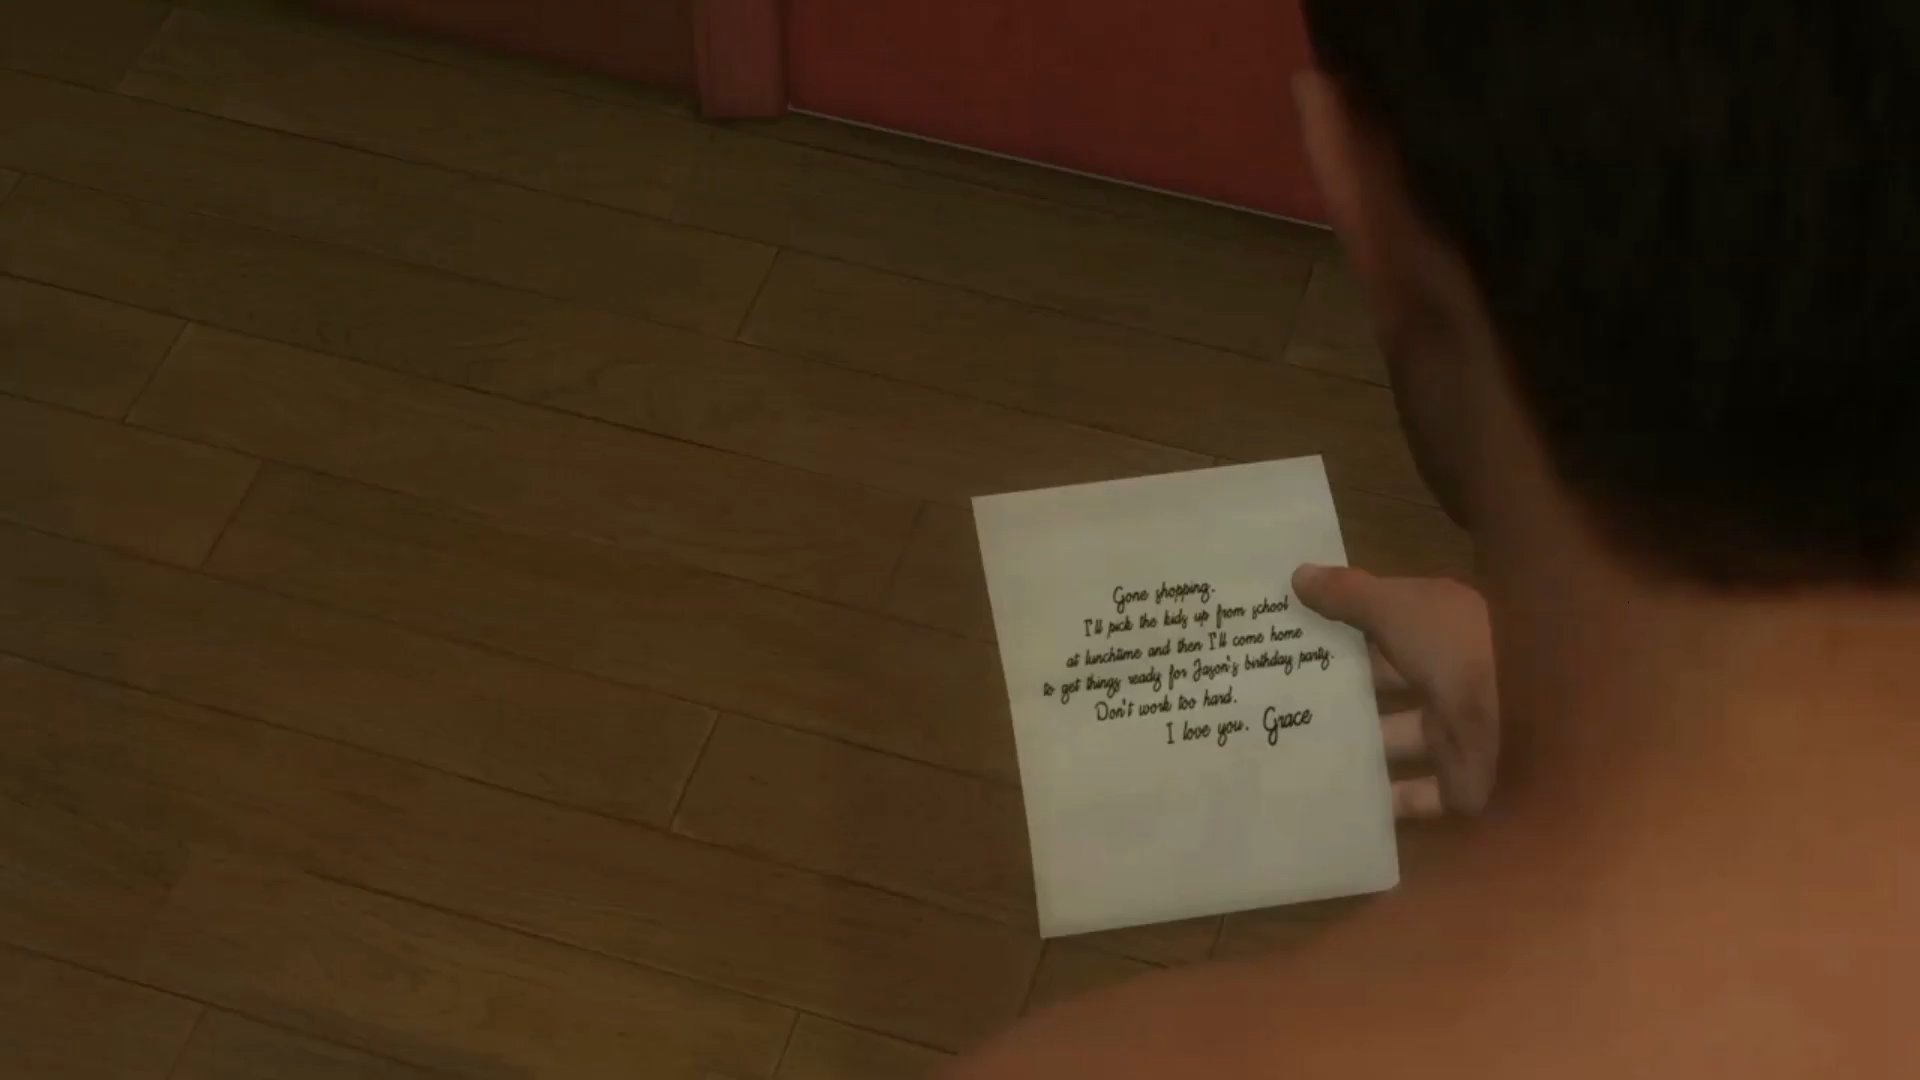 Gone shopping.
I'll pick the kids up from school
at lunchtime and then I'll come home
to get things ready for Jason's birthday party.
Don't work too hard.
I love you. Grace